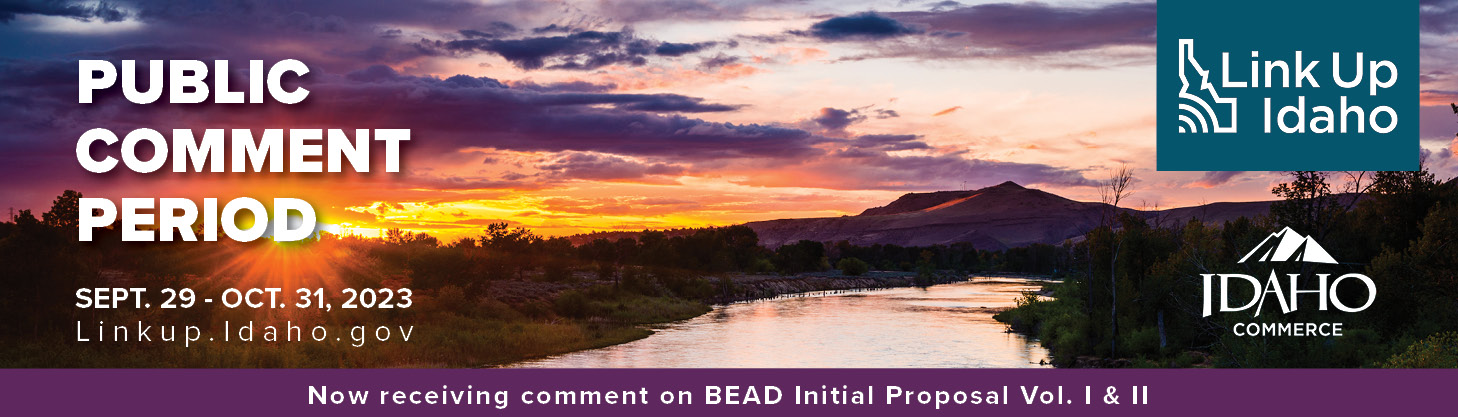 PUBLIC
COMMENT
PERIOD
SEPT. 29 - OCT. 31, 2023
Linkup.Idaho.gov
Link Up
Idaho
IDAHO
COMMERCE
Now receiving comment on BEAD Initial Proposal Vol. I & II